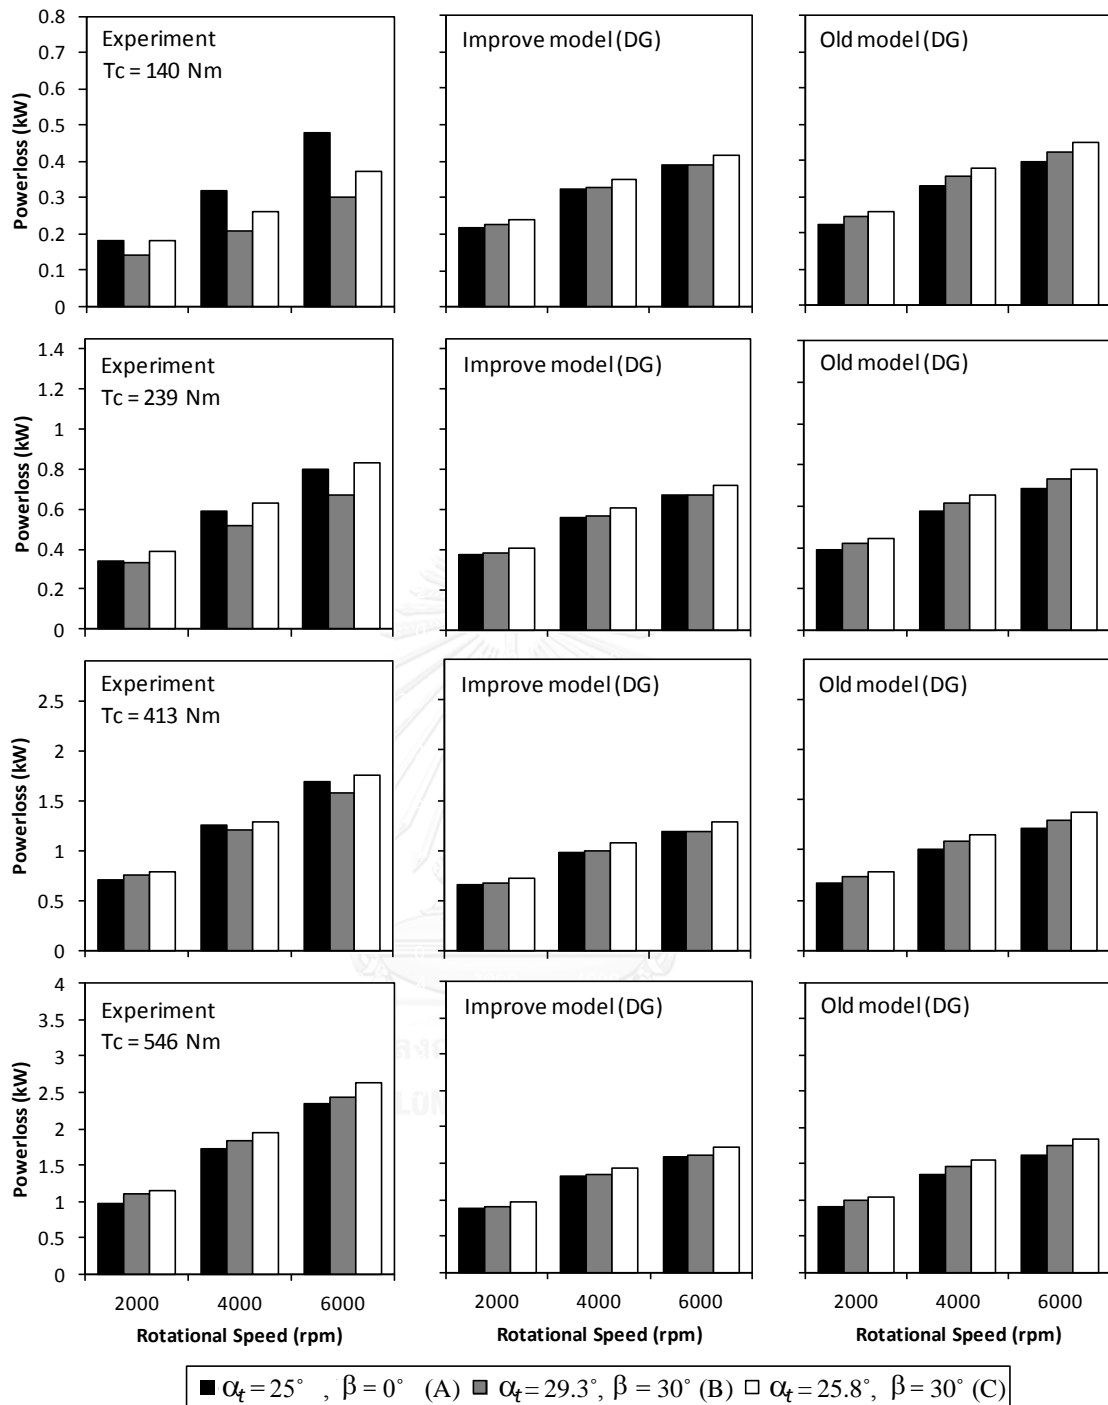 Experiment
Tc = 140 Nm
Improve model (DG)
Old model (DG)
Powerloss (kW)
0.8
0.7
0.6
0.5
0.4
0.3
0.2
0.1
0
Experiment
Tc = 239 Nm
Improve model (DG)
Old model (DG)
Powerloss (kW)
1.4
1.2
1
0.8
0.6
0.4
0.2
0
Experiment
Tc = 413 Nm
Improve model (DG)
Old model (DG)
Powerloss (kW)
2.5
2
1.5
1
0.5
0
Experiment
Tc = 546 Nm
Improve model (DG)
Old model (DG)
Powerloss (kW)
4
3.5
3
2.5
2
1.5
1
0.5
0
2000 4000 6000
2000 4000 6000
2000 4000 6000
Rotational Speed (rpm)
Rotational Speed (rpm)
Rotational Speed (rpm)
αt = 25° , β = 0° (A) αt = 29.3°, β = 30° (B) αt = 25.8°, β = 30° (C)